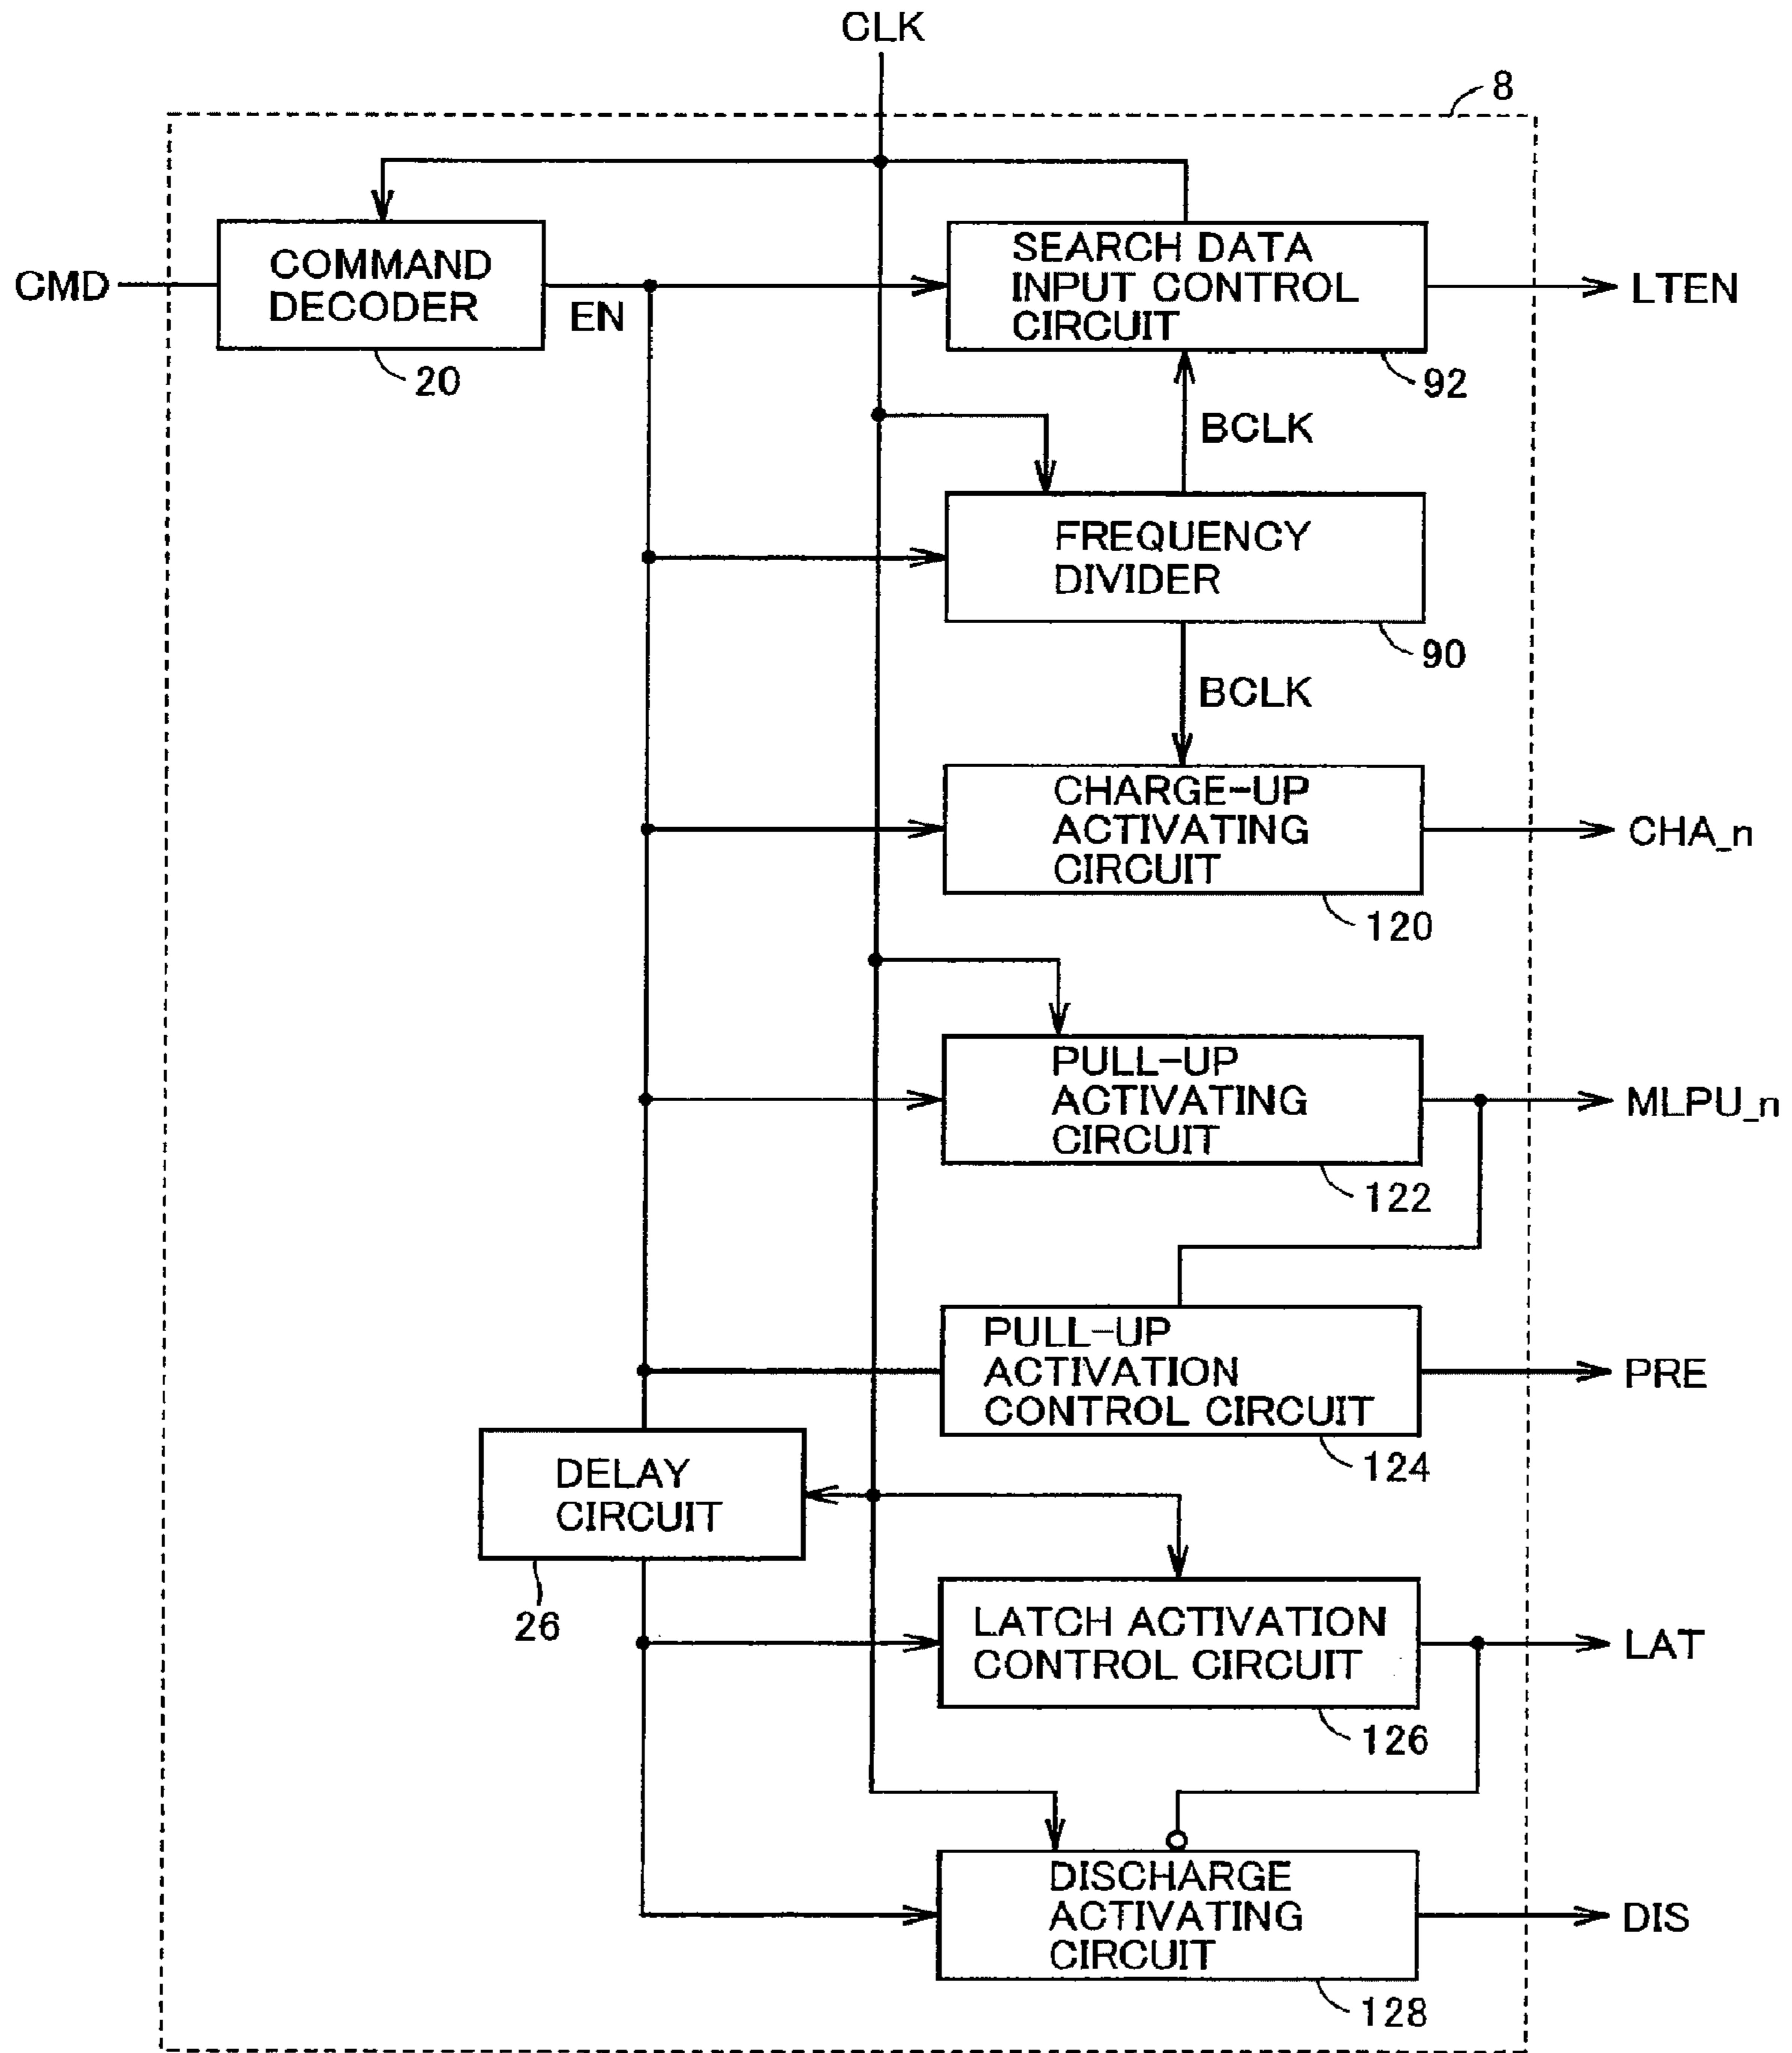 CLK
8
CMD
COMMAND
DECODER
20
EN
SEARCH DATA
INPUT CONTROL
CIRCUIT
92
LTEN
BCLK
FREQUENCY
DIVIDER
90
BCLK
CHARGE-UP
ACTIVATING
CIRCUIT
120
CHA_n
PULL-UP
ACTIVATING
CIRCUIT
122
MLPU_n
PULL-UP
ACTIVATION
CONTROL CIRCUIT
124
PRE
DELAY
CIRCUIT
26
LATCH ACTIVATION
CONTROL CIRCUIT
126
LAT
DISCHARGE
ACTIVATING
CIRCUIT
128
DIS